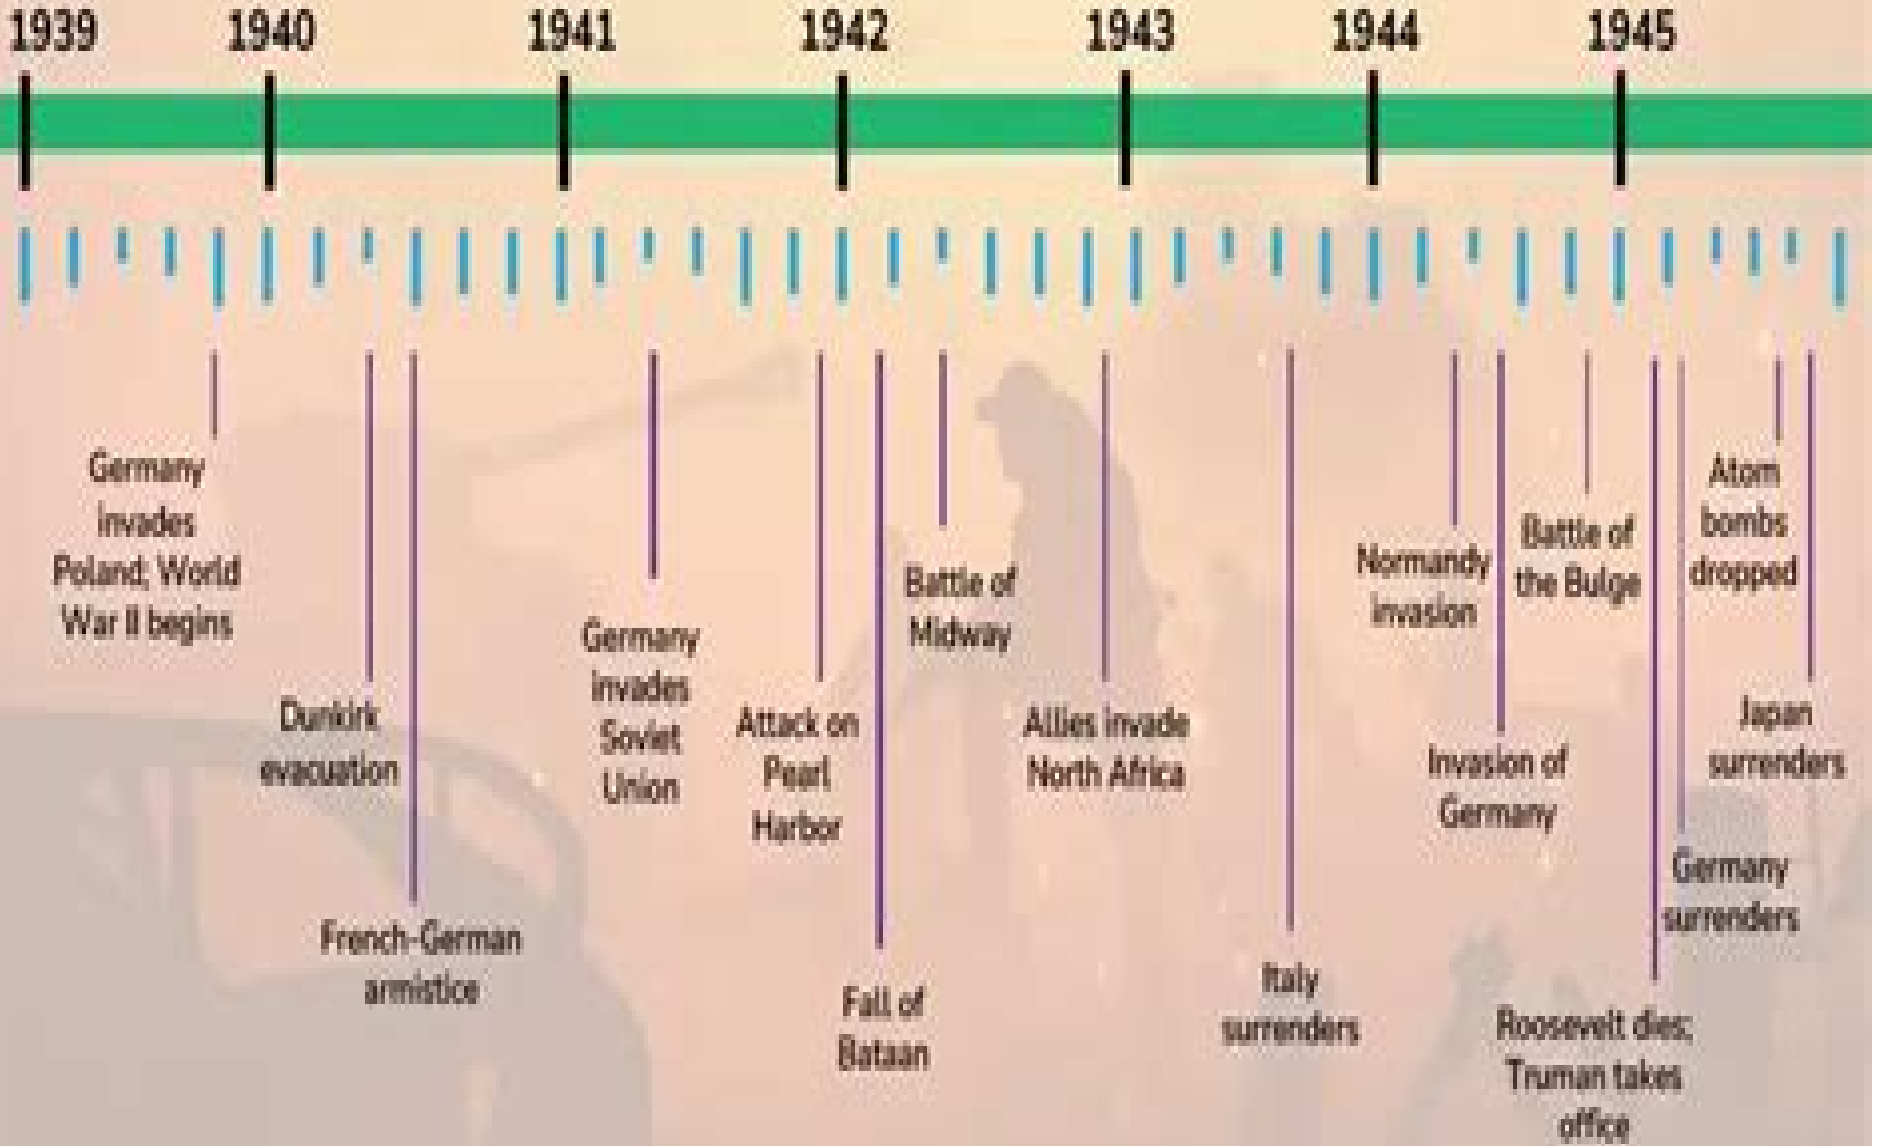 1939
1940
1941
1942
1943
1944
1945
Germany
invades
Poland; World
War II begins
Dunkirk
evacuation
French-German
armistice
Germany
invades
Soviet
Union
Attack on
Pearl
Harbor
Fall of
Bataan
Battle of
Midway
Allies invade
North Africa
Italy
surrenders
Normandy
invasion
Invasion of
Germany
Battle of
the Bulge
Roosevelt dies;
Truman takes
office
Germany
surrenders
Atom
bombs
dropped
Japan
surrenders